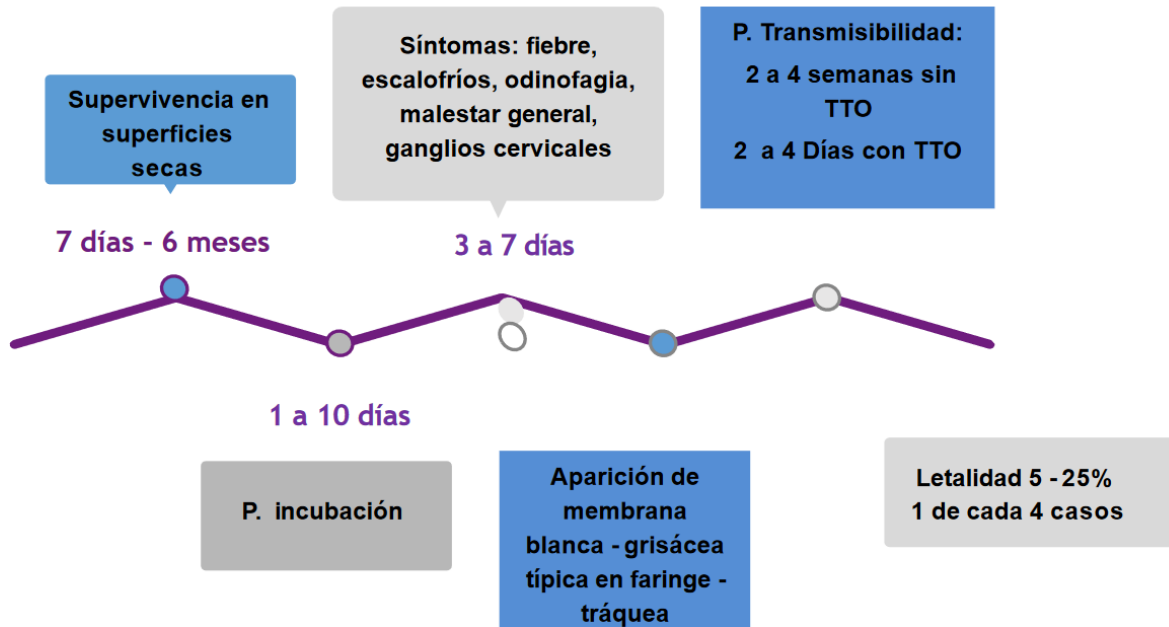 Supervivencia en
superficies
secas
7 días - 6 meses
1 a 10 días
P. incubación
Síntomas: fiebre,
escalofríos, odinofagia,
malestar general,
ganglios cervicales
3 a 7 días
Aparición de
membrana
blanca - grisácea
típica en faringe -
tráquea
P. Transmisibilidad:
2 a 4 semanas sin
TTO
2 a 4 Días con TTO
Letalidad 5 - 25%
1 de cada 4 casos